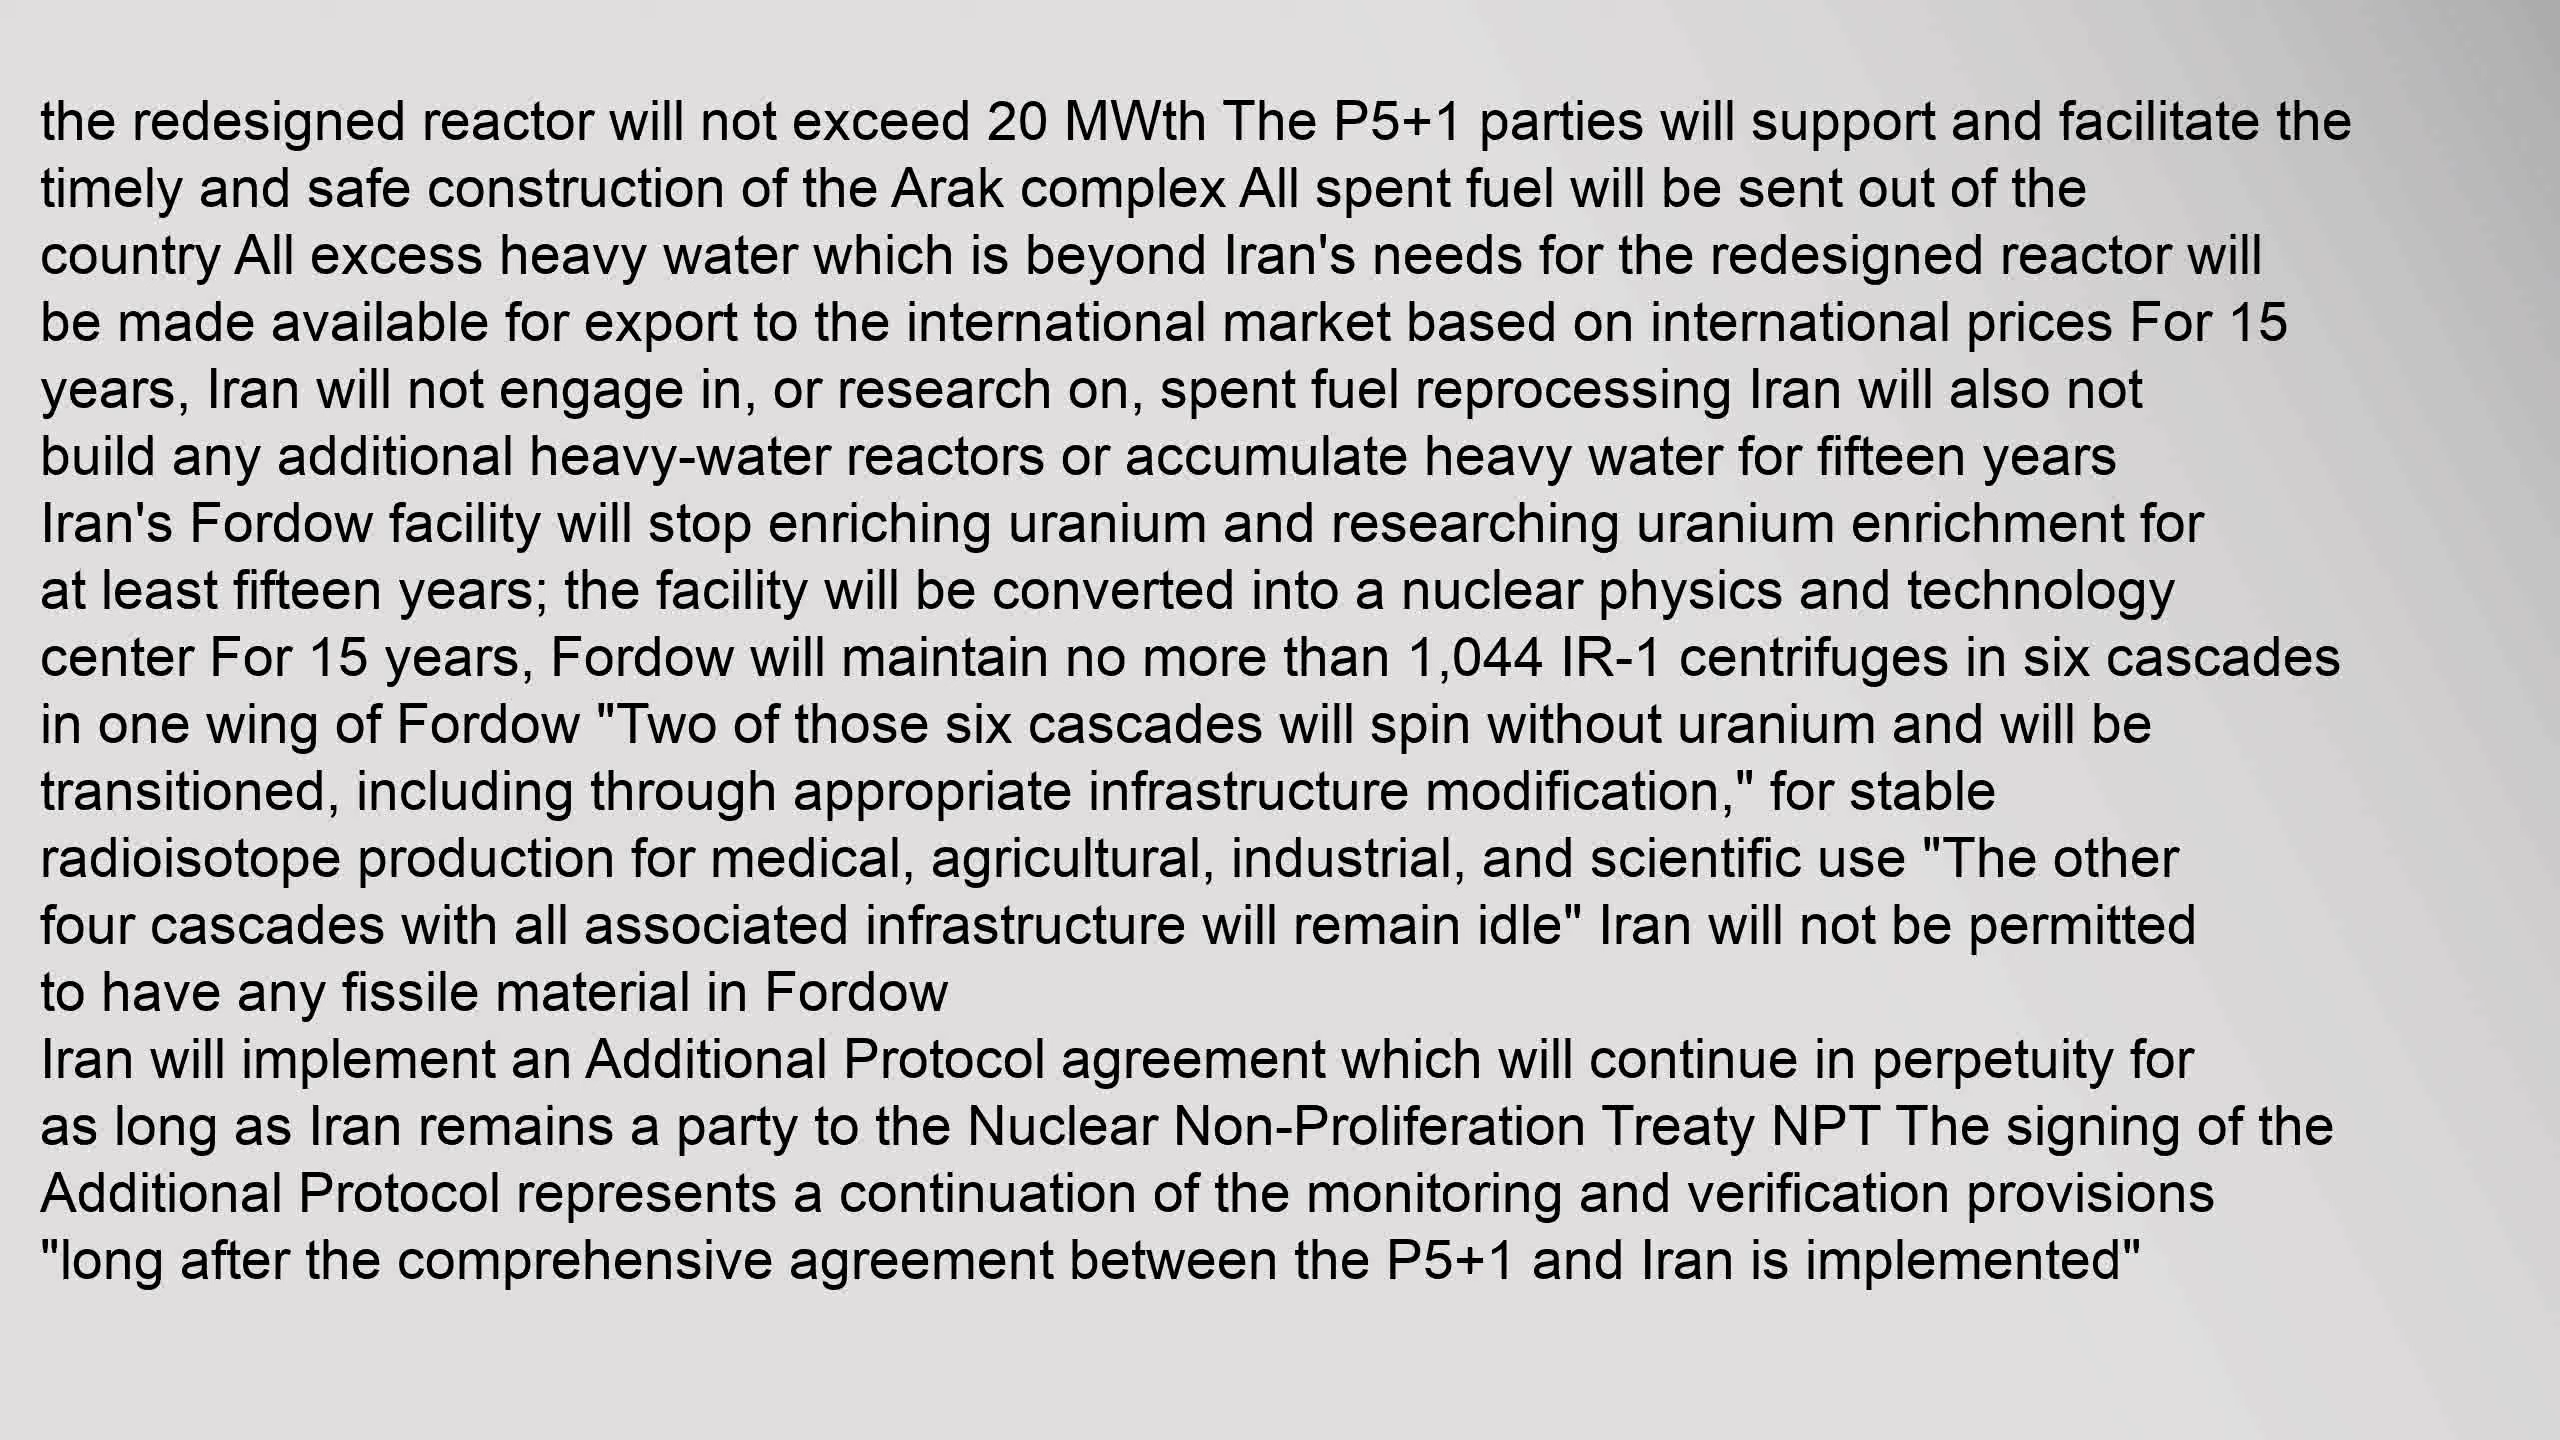 the redesigned reactor will not exceed 20 MWth The P5+1 parties will support and facilitate the
timely and safe construction of the Arak complex All spent fuel will be sent out of the
country All excess heavy water which is beyond Iran's needs for the redesigned reactor will
be made available for export to the international market based on international prices For 15
years, Iran will not engage in, or research on, spent fuel reprocessing Iran will also not
build any additional heavy-water reactors or accumulate heavy water for fifteen years
Iran's Fordow facility will stop enriching uranium and researching uranium enrichment for
at least fifteen years; the facility will be converted into a nuclear physics and technology
center For 15 years, Fordow will maintain no more than 1,044 IR-1 centrifuges in six cascades
in one wing of Fordow "Two of those six cascades will spin without uranium and will be
transitioned, including through appropriate infrastructure modification," for stable
radioisotope production for medical, agricultural, industrial, and scientific use "The other
four cascades with all associated infrastructure will remain idle" Iran will not be permitted
to have any fissile material in Fordow
Iran will implement an Additional Protocol agreement which will continue in perpetuity for
as long as Iran remains a party to the Nuclear Non-Proliferation Treaty NPT The signing of the
Additional Protocol represents a continuation of the monitoring and verification provisions
"long after the comprehensive agreement between the P5+1 and Iran is implemented"